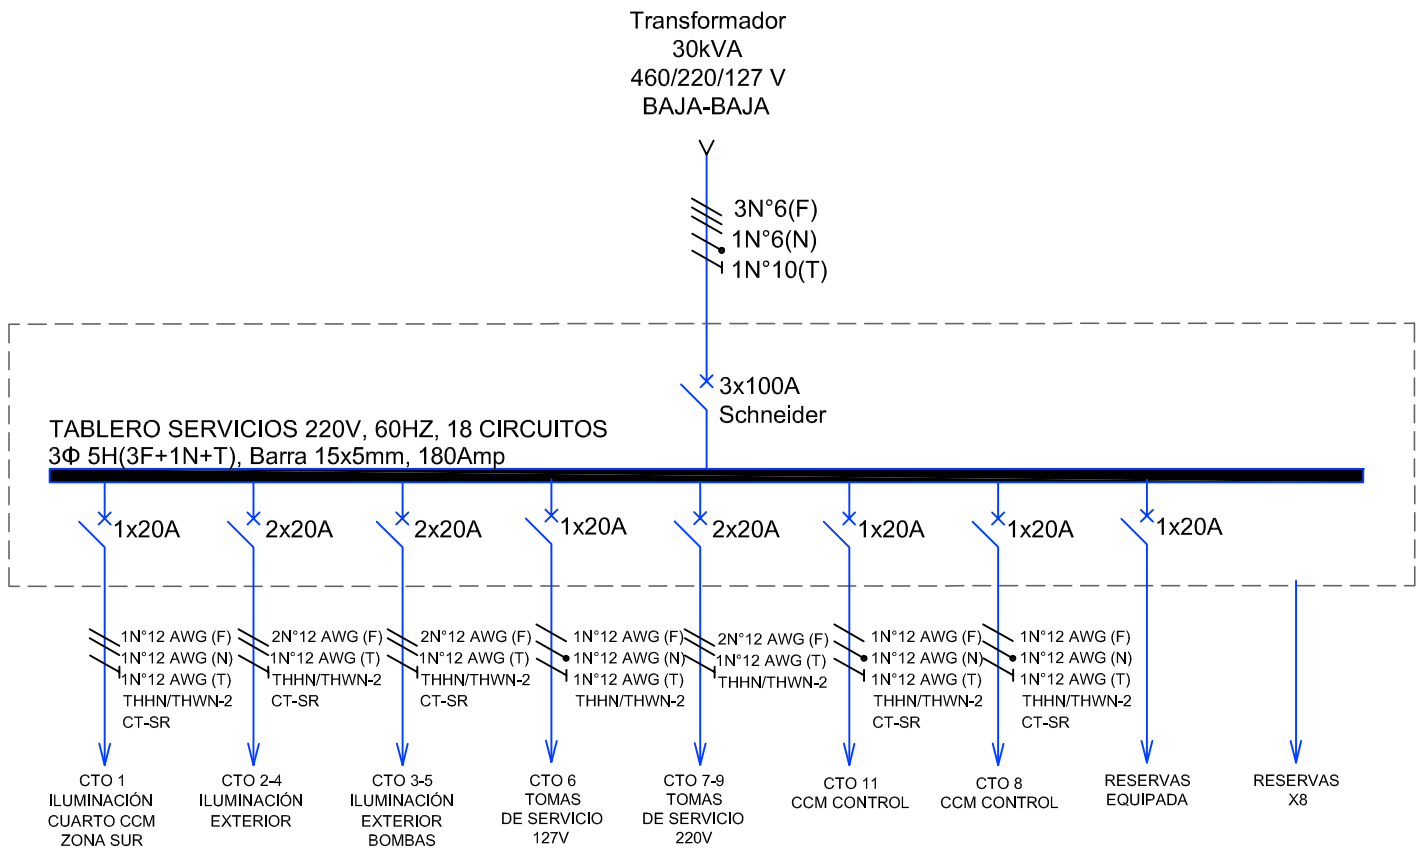 Transformador
30kVA
460/220/127 V
BAJA-BAJA
3N°6(F)
1N°6(N)
1N°10(T)
3x100A
Schneider
TABLERO SERVICIOS 220V, 60HZ, 18 CIRCUITOS
3Φ 5H(3F+1N+T), Barra 15x5mm, 180Amp
1x20A
2x20A
2x20A
1x20A
2x20A
1x20A
1x20A
1x20A
1N°12 AWG (F)
1N°12 AWG (N)
1N°12 AWG (T)
THHN/THWN-2
CT-SR
2N°12 AWG (F)
1N°12 AWG (T)
THHN/THWN-2
CT-SR
2N°12 AWG (F)
1N°12 AWG (T)
THHN/THWN-2
CT-SR
1N°12 AWG (F)
1N°12 AWG (N)
1N°12 AWG (T)
THHN/THWN-2
2N°12 AWG (F)
1N°12 AWG (T)
THHN/THWN-2
1N°12 AWG (F)
1N°12 AWG (N)
1N°12 AWG (T)
THHN/THWN-2
CT-SR
1N°12 AWG (F)
1N°12 AWG (N)
1N°12 AWG (T)
THHN/THWN-2
CT-SR
CTO 1
ILUMINACIÓN
CUARTO CCM
ZONA SUR
CTO 2-4
ILUMINACIÓN
EXTERIOR
CTO 3-5
ILUMINACIÓN
EXTERIOR
BOMBAS
CTO 6
TOMAS
DE SERVICIO
127V
CTO 7-9
TOMAS
DE SERVICIO
220V
CTO 11
CCM CONTROL
CTO 8
CCM CONTROL
RESERVAS
EQUIPADA
RESERVAS
X8